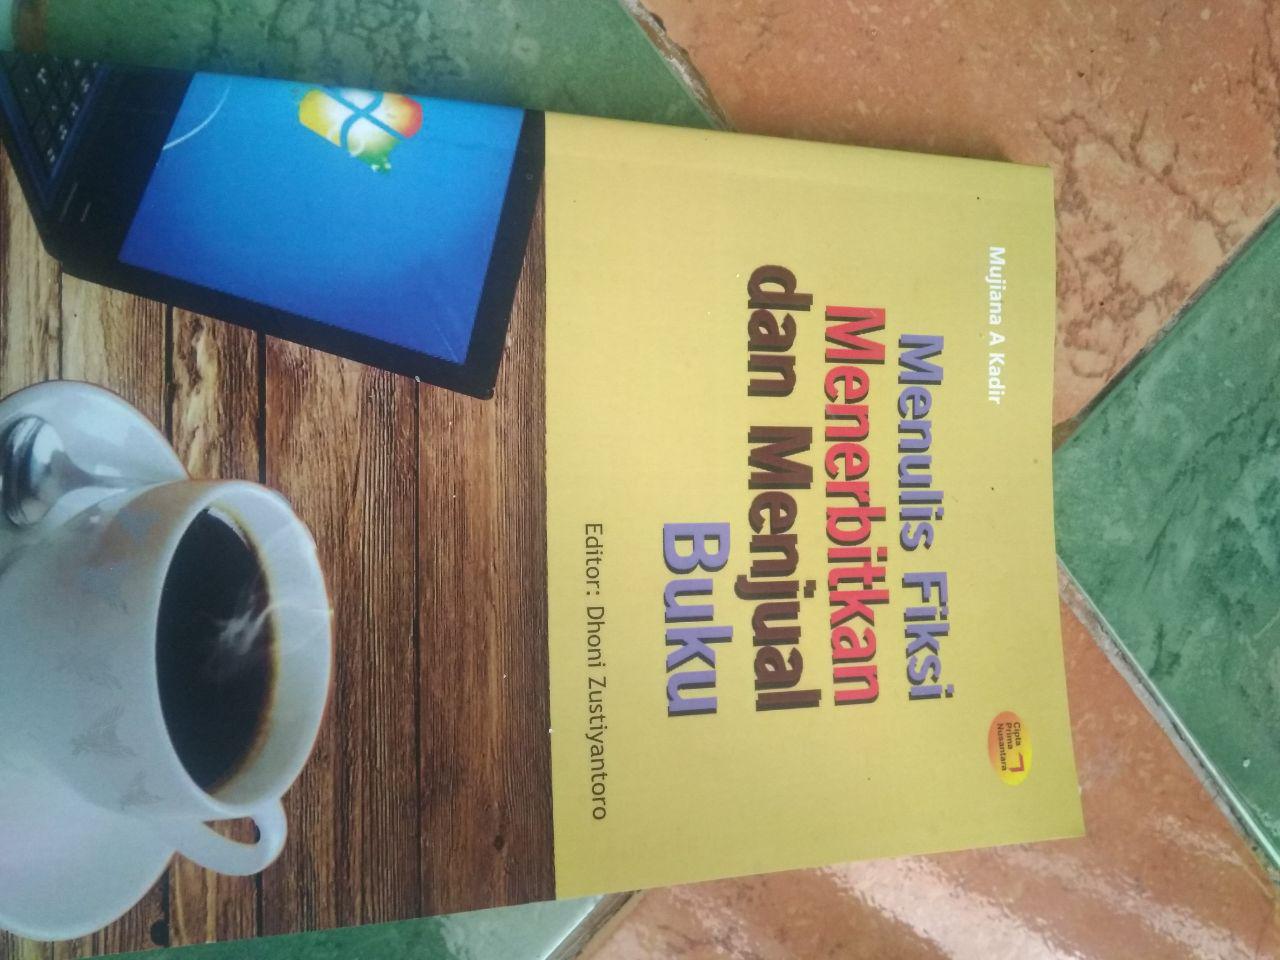 Mujiana A Kadir
Cipta
Prima
Nusantara
Menulis Fiksi
Menerbitkan
dan Menjual
Buku
Editor: Dhoni Zustiyantoro